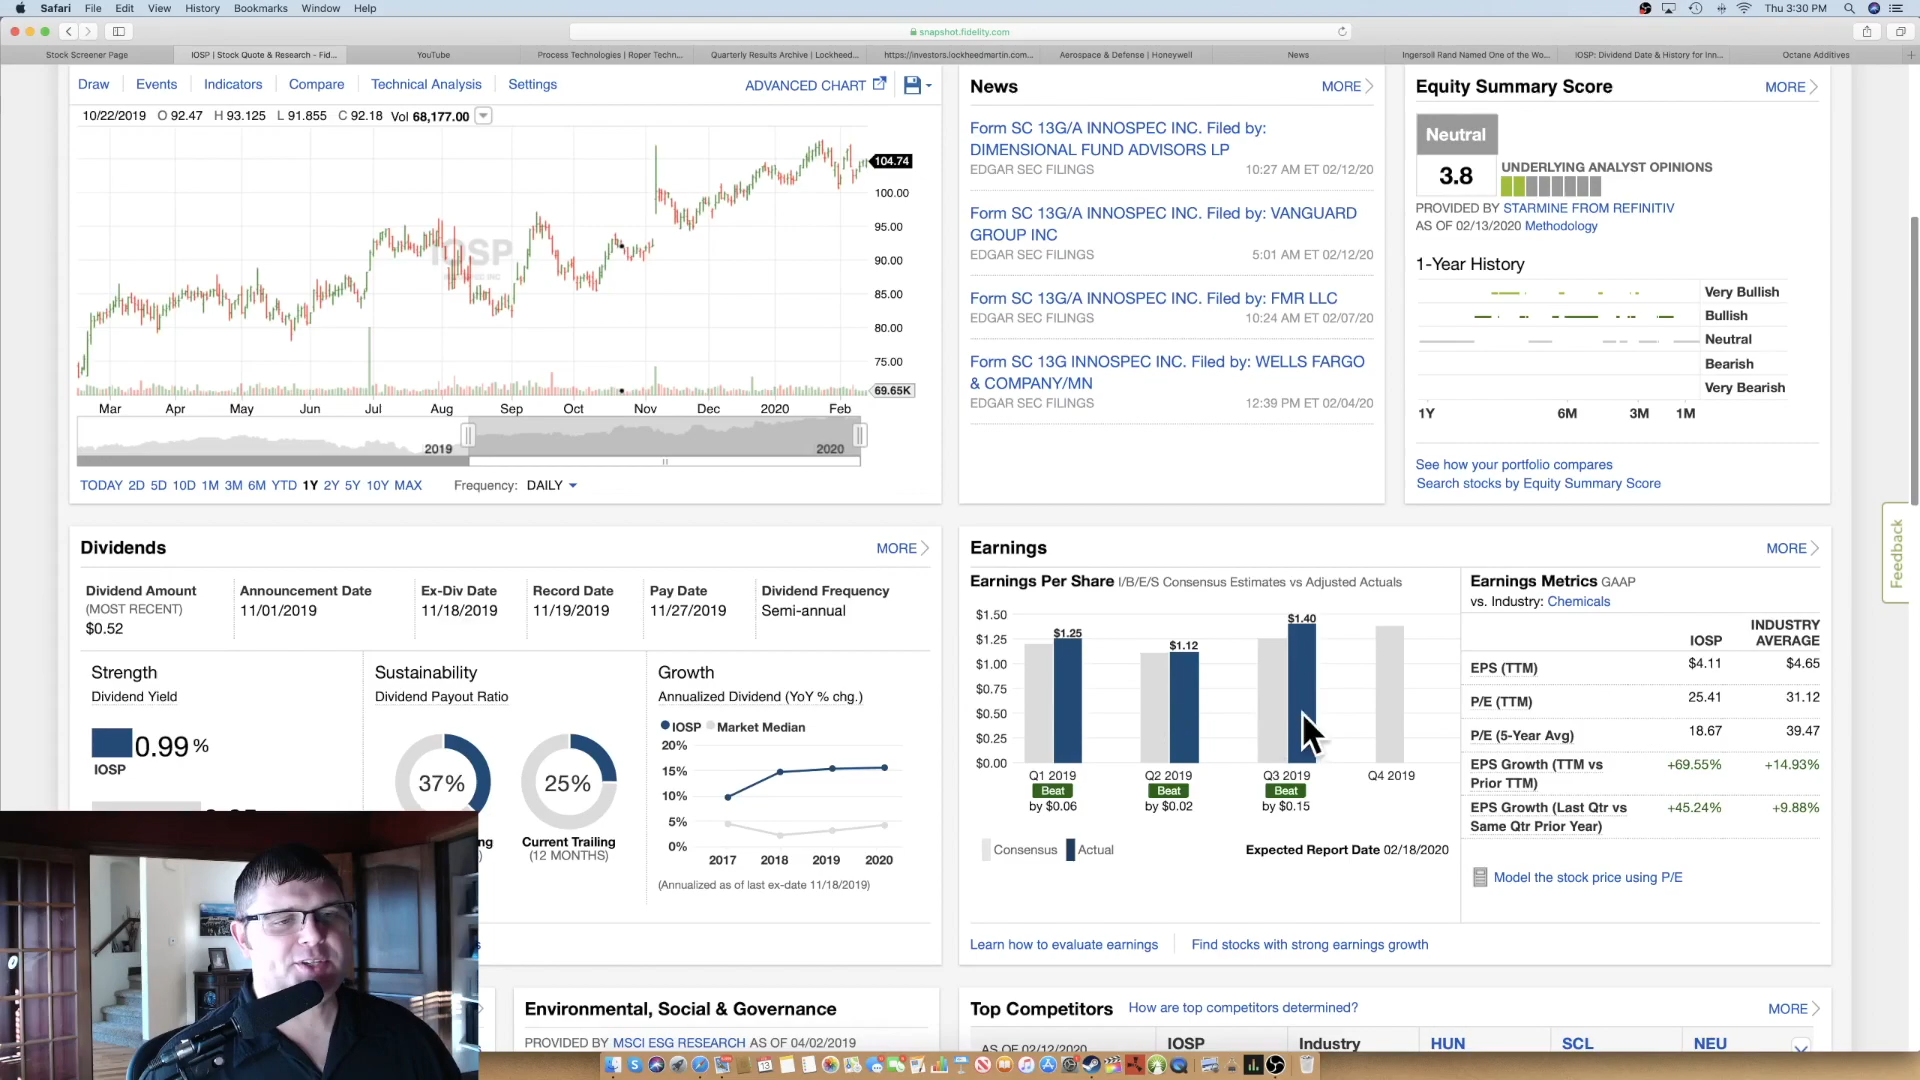 Safari File Edit View History Bookmarks Window Help
Thu 3:30 PM
snapshot.fidelity.com
Stock Screener Page
IOSP | Stock Quote & Research - Fid...
YouTube
Process Technologies | Roper Techn...
Quarterly Results Archive | Lockheed...
https://investors.lockheedmartin.com...
Aerospace & Defense | Honeywell
News
Ingersoll Rand Named One of the Wo...
IOSP: Dividend Date & History for Inn...
Octane Additives
Draw Events Indicators Compare Technical Analysis Settings
ADVANCED CHART
10/22/2019 O 92.47 H 93.125 L 91.855 C 92.18 Vol 68,177.00
IOSP
104.74
100.00
95.00
90.00
85.00
80.00
75.00
69.65K
Mar Apr May Jun Jul Aug Sep Oct Nov Dec 2020 Feb
2019 2020
TODAY 2D 5D 10D 1M 3M 6M YTD 1Y 2Y 5Y 10Y MAX Frequency: DAILY
News
MORE
Form SC 13G/A INNOSPEC INC. Filed by:
DIMENSIONAL FUND ADVISORS LP
EDGAR SEC FILINGS 10:27 AM ET 02/12/20
Form SC 13G/A INNOSPEC INC. Filed by: VANGUARD
GROUP INC
EDGAR SEC FILINGS 5:01 AM ET 02/12/20
Form SC 13G/A INNOSPEC INC. Filed by: FMR LLC
EDGAR SEC FILINGS 10:24 AM ET 02/07/20
Form SC 13G INNOSPEC INC. Filed by: WELLS FARGO
& COMPANY/MN
EDGAR SEC FILINGS 12:39 PM ET 02/04/20
Equity Summary Score
MORE
Neutral
3.8
UNDERLYING ANALYST OPINIONS
PROVIDED BY STARMINE FROM REFINITIV
AS OF 02/13/2020 Methodology
1-Year History
Very Bullish
Bullish
Neutral
Bearish
Very Bearish
1Y 6M 3M 1M
See how your portfolio compares
Search stocks by Equity Summary Score
Feedback
Dividends
MORE
Dividend Amount
(MOST RECENT)
$0.52
Announcement Date
11/01/2019
Ex-Div Date
11/18/2019
Record Date
11/19/2019
Pay Date
11/27/2019
Dividend Frequency
Semi-annual
Strength
Dividend Yield
0.99 %
IOSP
Sustainability
Dividend Payout Ratio
37%
25%
Current Trailing
(12 MONTHS)
Growth
Annualized Dividend (YoY % chg.)
IOSP Market Median
20%
15%
10%
5%
0%
2017 2018 2019 2020
(Annualized as of last ex-date 11/18/2019)
Earnings
MORE
Earnings Per Share I/B/E/S Consensus Estimates vs Adjusted Actuals
$1.50
$1.25
$1.00
$0.75
$0.50
$0.25
$0.00
$1.25
$1.12
$1.40
Q1 2019 Q2 2019 Q3 2019 Q4 2019
Beat Beat Beat
by $0.06 by $0.02 by $0.15
Consensus Actual
Expected Report Date 02/18/2020
Learn how to evaluate earnings
Find stocks with strong earnings growth
Earnings Metrics GAAP
vs. Industry: Chemicals
IOSP INDUSTRY AVERAGE
EPS (TTM) $4.11 $4.65
P/E (TTM) 25.41 31.12
P/E (5-Year Avg) 18.67 39.47
EPS Growth (TTM vs Prior TTM) +69.55% +14.93%
EPS Growth (Last Qtr vs Same Qtr Prior Year) +45.24% +9.88%
Model the stock price using P/E
Environmental, Social & Governance
PROVIDED BY MSCI ESG RESEARCH AS OF 04/02/2019
Top Competitors How are top competitors determined?
MORE
AS OF 02/12/2020 IOSP Industry HUN SCL NEU